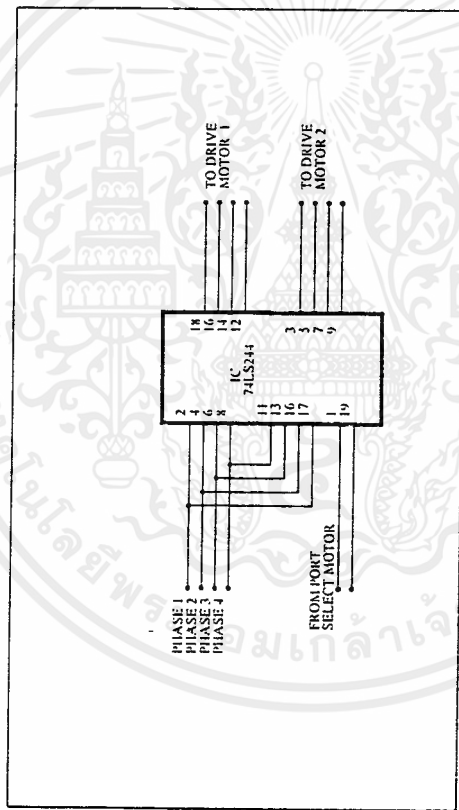 PHASE 1
PHASE 2
PHASE 3
PHASE 4
FROM PORT
SELECT MOTOR
2
4
6
8
11
13
16
17
1
19
IC
74LS244
18
16
14
12
3
5
7
9
TO DRIVE
MOTOR 1
TO DRIVE
MOTOR 2